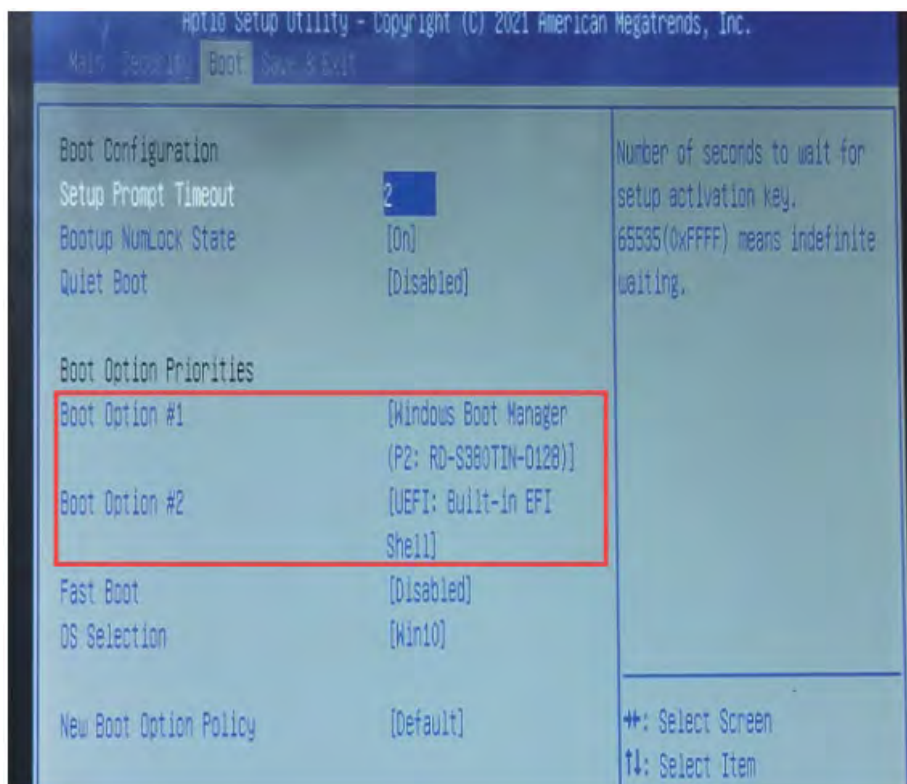 Aptio Setup Utility - Copyright (C) 2021 American Megatrends, Inc.
Main Security Boot Save & Exit
Boot Configuration
Setup Prompt Timeout 2
Bootup NumLock State [On]
Quiet Boot [Disabled]
Boot Option Priorities
Boot Option #1 [Windows Boot Manager
(P2: RD-S380TIN-0128)]
Boot Option #2 [UEFI: Built-in EFI
Shell]
Fast Boot [Disabled]
OS Selection [Win10]
New Boot Option Policy [Default]
Number of seconds to wait for
setup activation key.
65535(0xFFFF) means indefinite
waiting.
→←: Select Screen
↑↓: Select Item